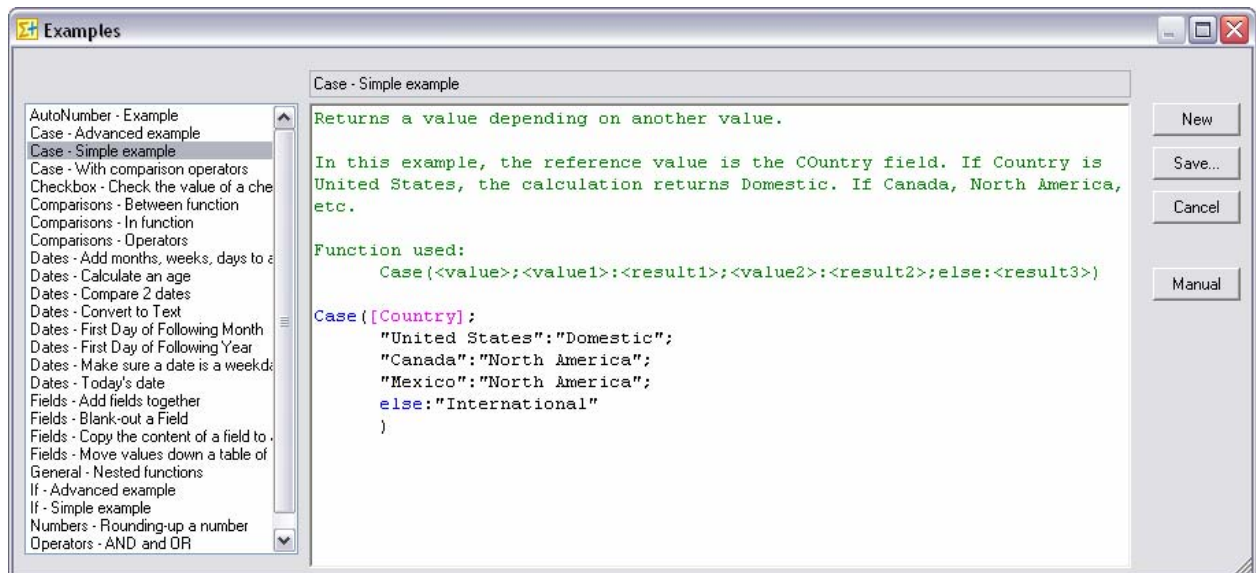 Examples
Case - Simple example
AutoNumber - Example
Case - Advanced example
Case - Simple example
Case - With comparison operators
Checkbox - Check the value of a che
Comparisons - Between function
Comparisons - In function
Comparisons - Operators
Dates - Add months, weeks, days to a
Dates - Calculate an age
Dates - Compare 2 dates
Dates - Convert to Text
Dates - First Day of Following Month
Dates - First Day of Following Year
Dates - Make sure a date is a weekda
Dates - Today's date
Fields - Add fields together
Fields - Blank-out a Field
Fields - Copy the content of a field to
Fields - Move values down a table of
General - Nested functions
If - Advanced example
If - Simple example
Numbers - Rounding-up a number
Operators - AND and OR
Returns a value depending on another value.
In this example, the reference value is the COuntry field. If Country is
United States, the calculation returns Domestic. If Canada, North America,
etc.
Function used:
Case(<value>;<value1>:<result1>;<value2>:<result2>;else:<result3>)
Case([Country];
"United States":"Domestic";
"Canada":"North America";
"Mexico":"North America";
else:"International"
)
New
Save...
Cancel
Manual